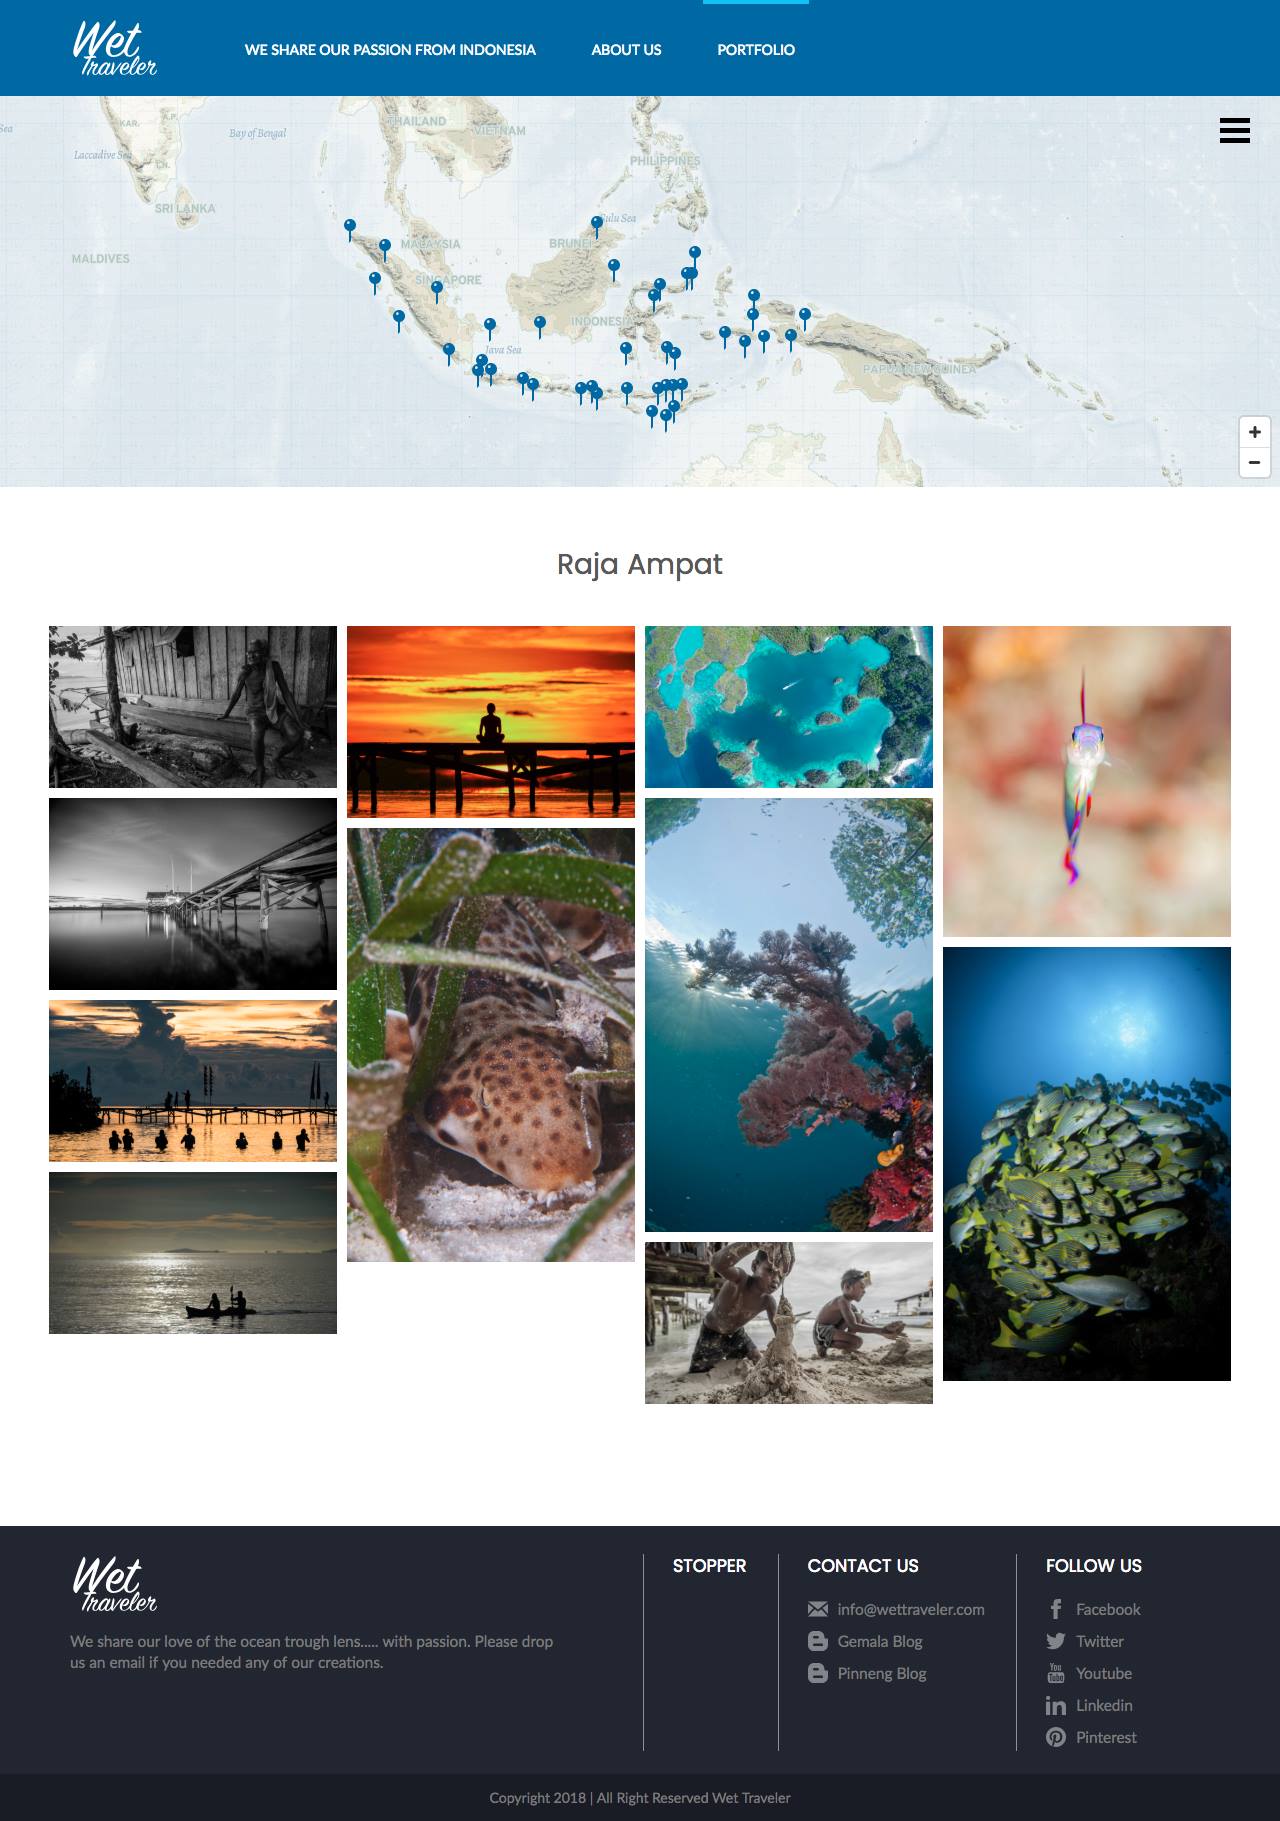 Wet
Traveler
WE SHARE OUR PASSION FROM INDONESIA
ABOUT US
PORTFOLIO
Sea
KAR.
A.P.
Bay of Bengal
THAILAND
VIETNAM
Laccadive Sea
T.N.
PHILIPPINES
SRI LANKA
Sulu Sea
MALAYSIA
BRUNEI
MALDIVES
SINGAPORE
INDONESIA
Java Sea
PAPUA NEW GUINEA
+
−
Raja Ampat
Wet
Traveler
We share our love of the ocean trough lens..... with passion. Please drop
us an email if you needed any of our creations.
STOPPER
CONTACT US
info@wettraveler.com
Gemala Blog
Pinneng Blog
FOLLOW US
Facebook
Twitter
Youtube
Linkedin
Pinterest
Copyright 2018 | All Right Reserved Wet Traveler